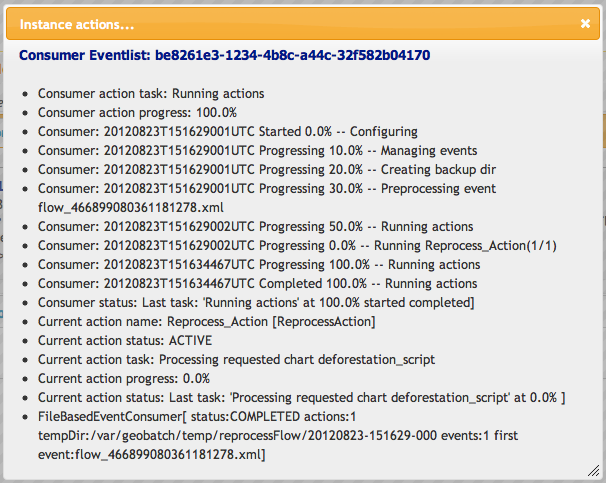 Instance actions...
Consumer Eventlist: be8261e3-1234-4b8c-a44c-32f582b04170
Consumer action task: Running actions
Consumer action progress: 100.0%
Consumer: 20120823T151629001UTC Started 0.0% -- Configuring
Consumer: 20120823T151629001UTC Progressing 10.0% -- Managing events
Consumer: 20120823T151629001UTC Progressing 20.0% -- Creating backup dir
Consumer: 20120823T151629001UTC Progressing 30.0% -- Preprocessing event
flow_466899080361181278.xml
Consumer: 20120823T151629002UTC Progressing 50.0% -- Running actions
Consumer: 20120823T151629002UTC Progressing 0.0% -- Running Reprocess_Action(1/1)
Consumer: 20120823T151634467UTC Progressing 100.0% -- Running actions
Consumer: 20120823T151634467UTC Completed 100.0% -- Running actions
Consumer status: Last task: 'Running actions' at 100.0% started completed]
Current action name: Reprocess_Action [ReprocessAction]
Current action status: ACTIVE
Current action task: Processing requested chart deforestation_script
Current action progress: 0.0%
Current action status: Last task: 'Processing requested chart deforestation_script' at 0.0% ]
FileBasedEventConsumer[ status:COMPLETED actions:1
tempDir:/var/geobatch/temp/reprocessFlow/20120823-151629-000 events:1 first
event:flow_466899080361181278.xml]